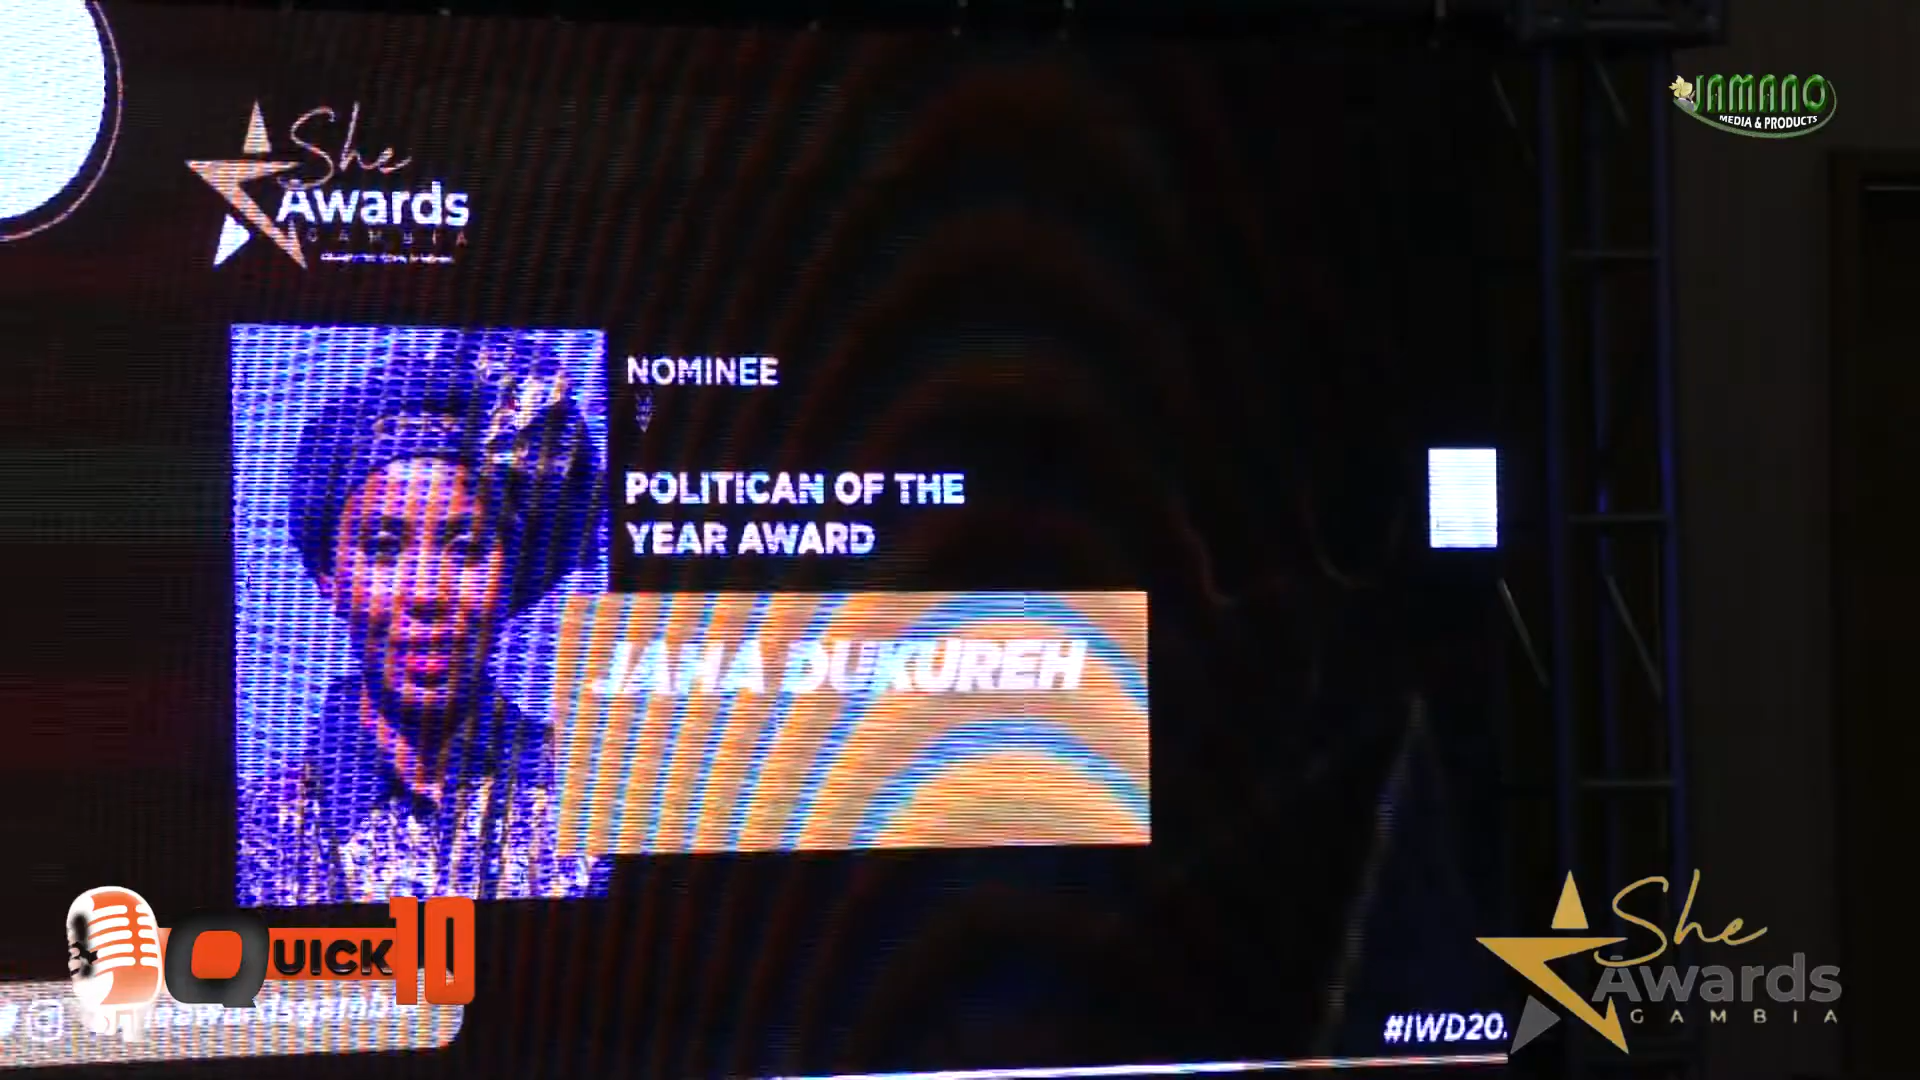 JAMANO
MEDIA & PRODUCTS
She
Awards
GAMBIA
NOMINEE
POLITICAN OF THE
YEAR AWARD
JAHA DUKUREH
QUICK 10
#IWD20
She
Awards
GAMBIA